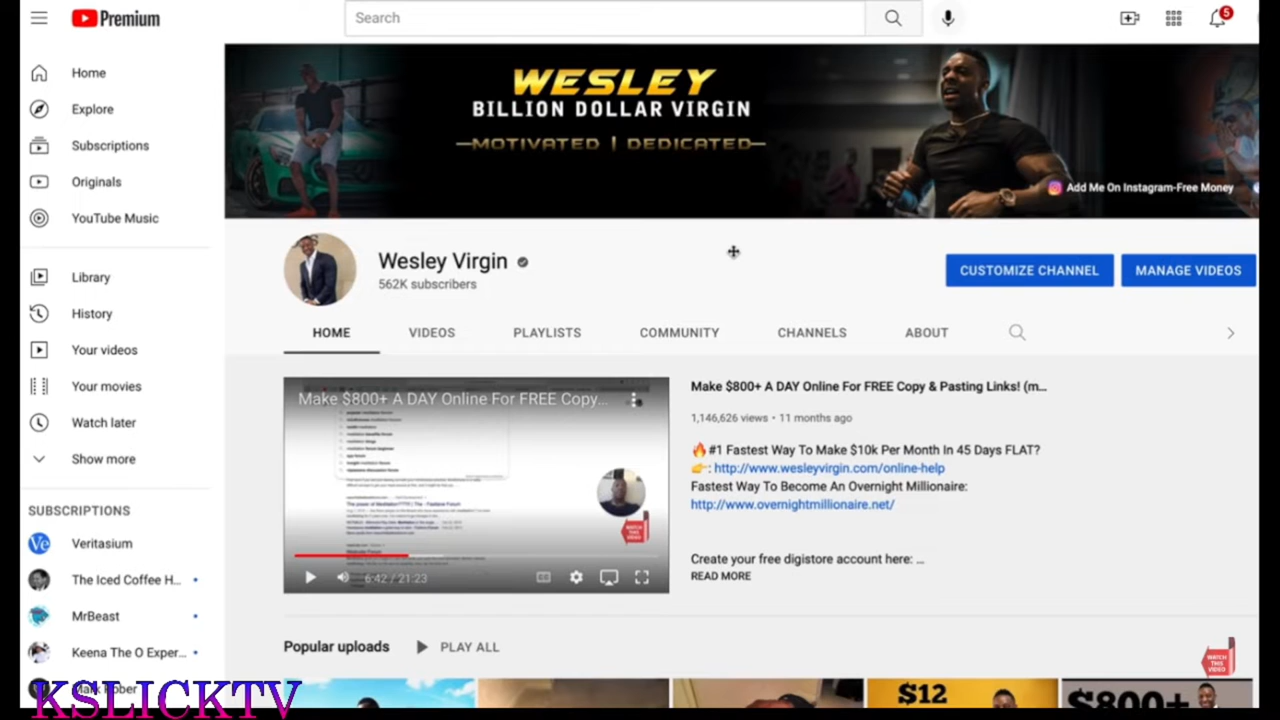 Premium
Search
5
Home
Explore
Subscriptions
Originals
YouTube Music
Library
History
Your videos
Your movies
Watch later
Show more
SUBSCRIPTIONS
Veritasium
The Iced Coffee H...
MrBeast
Keena The O Exper...
KSLICKTV
WESLEY
BILLION DOLLAR VIRGIN
MOTIVATED | DEDICATED
Add Me On Instagram-Free Money
Wesley Virgin
562K subscribers
CUSTOMIZE CHANNEL
MANAGE VIDEOS
HOME
VIDEOS
PLAYLISTS
COMMUNITY
CHANNELS
ABOUT
Make $800+ A DAY Online For FREE Copy...
6:42 / 21:23
Make $800+ A DAY Online For FREE Copy & Pasting Links! (m...
1,146,626 views • 11 months ago
🔥#1 Fastest Way To Make $10k Per Month In 45 Days FLAT?
👉: http://www.wesleyvirgin.com/online-help
Fastest Way To Become An Overnight Millionaire:
http://www.overnightmillionaire.net/
Create your free digistore account here: ...
READ MORE
Popular uploads
PLAY ALL
WATCH
THIS
VIDEO
$12
$800+